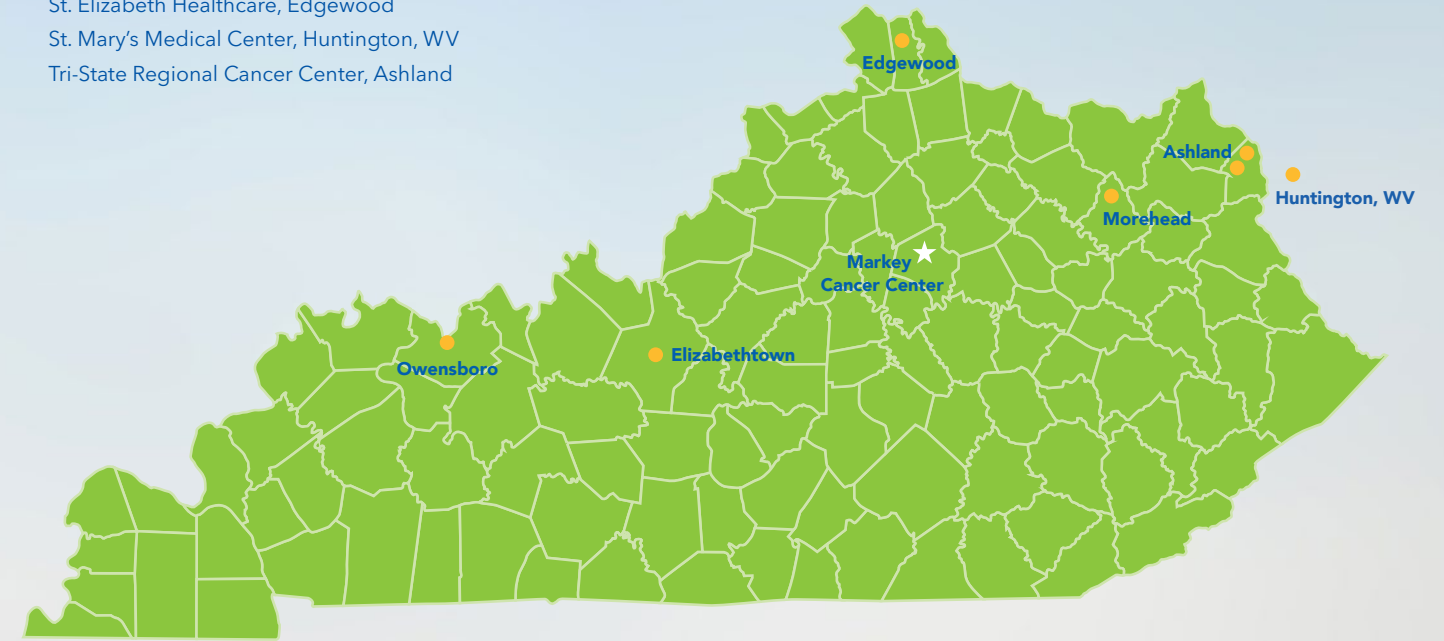 St. Elizabeth Healthcare, Edgewood
St. Mary's Medical Center, Huntington, WV
Tri-State Regional Cancer Center, Ashland
Edgewood
Ashland
Huntington, WV
Morehead
Markey
Cancer Center
Elizabethtown
Owensboro